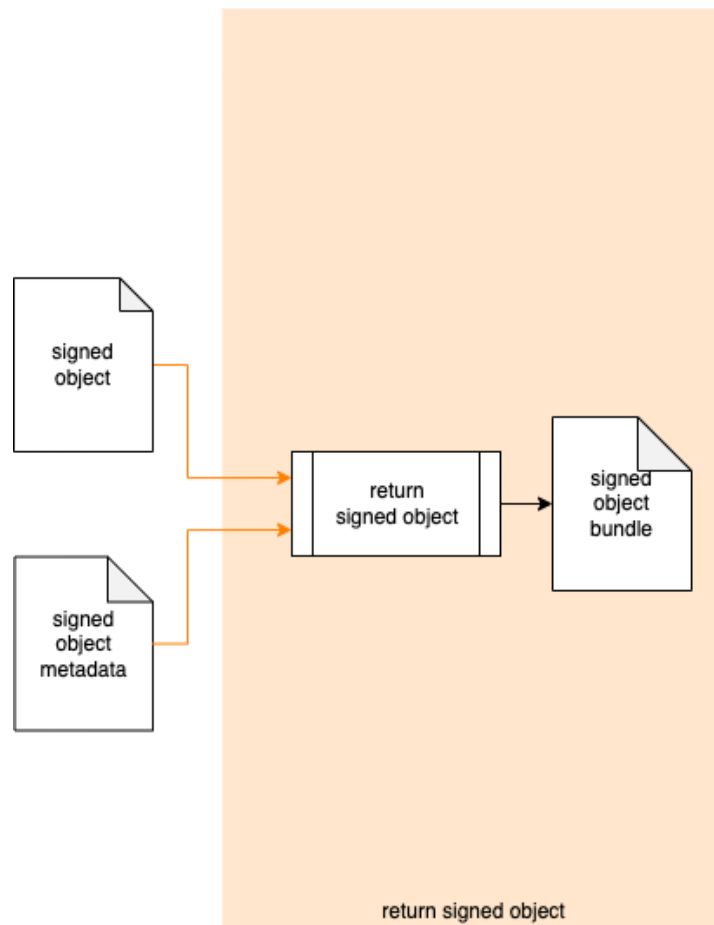 signed
object
return
signed object
signed
object
bundle
signed
object
metadata
return signed object